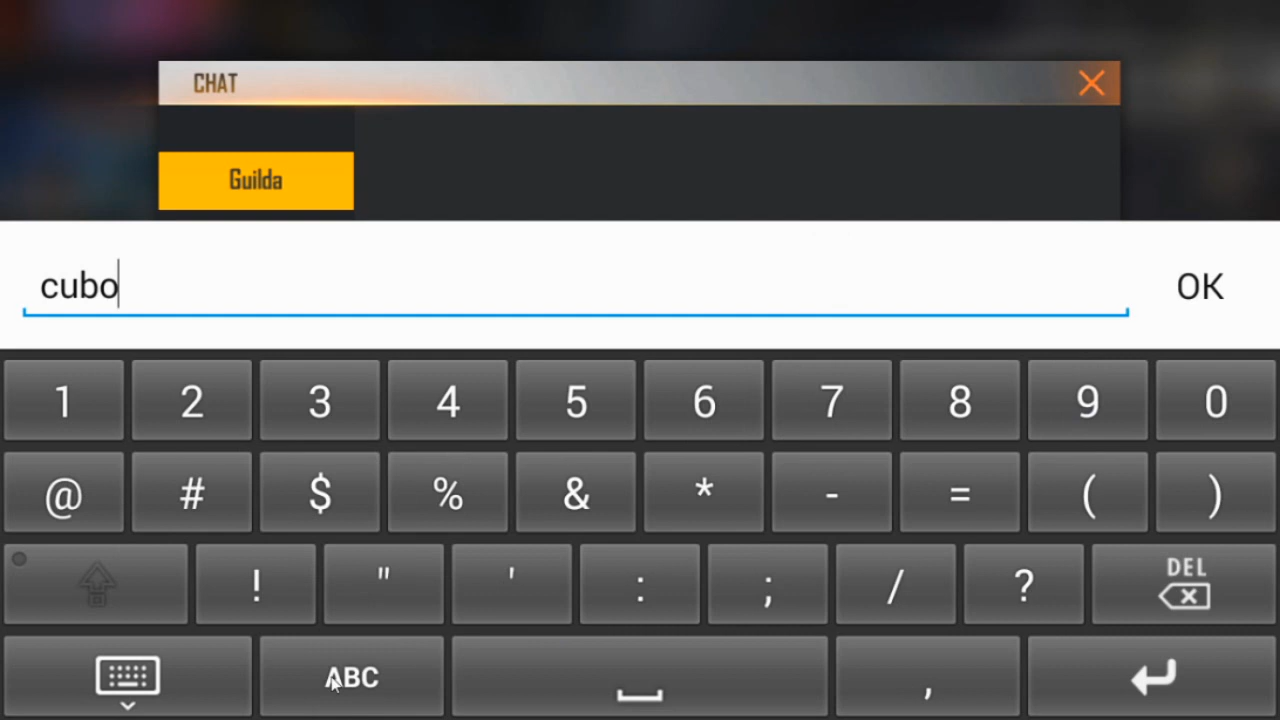 CHAT
Guilda
cubo
OK
1 2 3 4 5 6 7 8 9 0
@ # $ % & * - = ( )
! " ' : ; / ? DEL
ABC ,